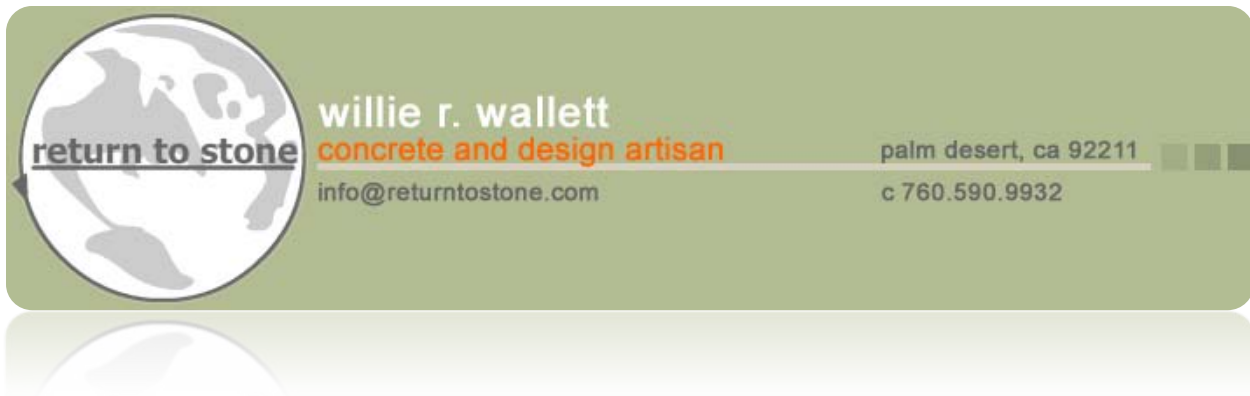 return to stone
willie r. wallett
concrete and design artisan
palm desert, ca 92211
info@returntostone.com
c 760.590.9932